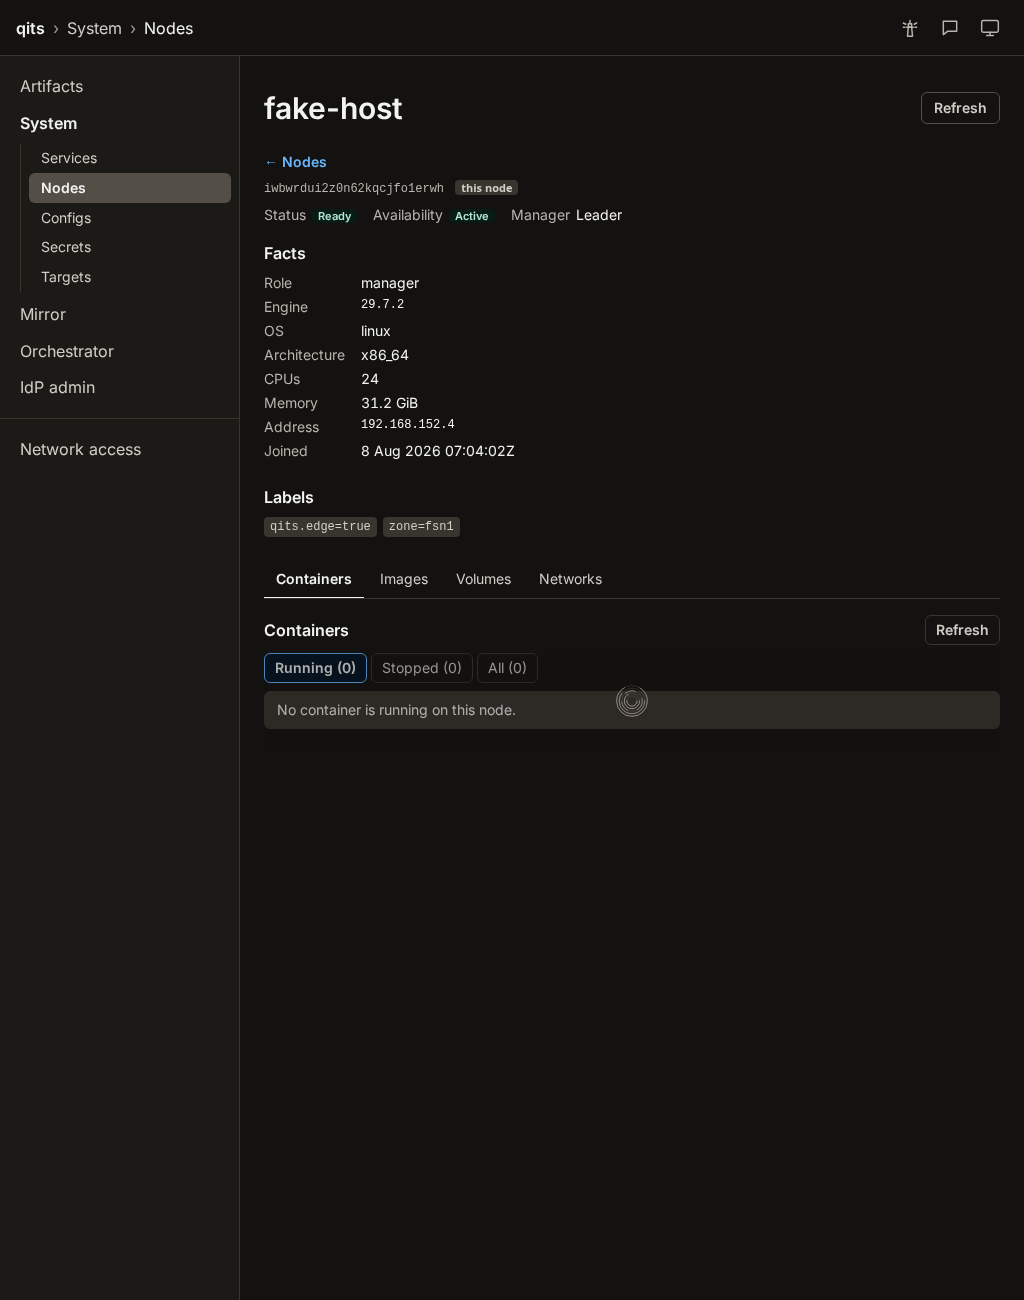 qits › System › Nodes
Artifacts
System
Services
Nodes
Configs
Secrets
Targets
Mirror
Orchestrator
IdP admin
Network access
fake-host
Refresh
← Nodes
iwbwrdui2z0n62kqcjfo1erwh this node
Status Ready Availability Active Manager Leader
Facts
Role manager
Engine 29.7.2
OS linux
Architecture x86_64
CPUs 24
Memory 31.2 GiB
Address 192.168.152.4
Joined 8 Aug 2026 07:04:02Z
Labels
qits.edge=true zone=fsn1
Containers Images Volumes Networks
Containers
Refresh
Running (0) Stopped (0) All (0)
No container is running on this node.